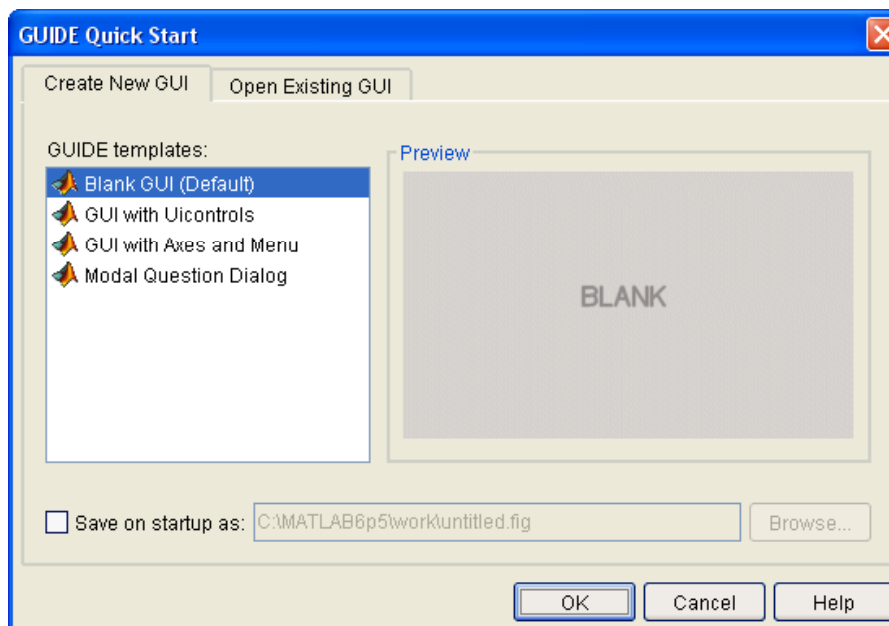 GUIDE Quick Start
Create New GUI
Open Existing GUI
GUIDE templates:
Blank GUI (Default)
GUI with Uicontrols
GUI with Axes and Menu
Modal Question Dialog
Preview
BLANK
Save on startup as:
C:\MATLAB6p5\work\untitled.fig
Browse...
OK
Cancel
Help